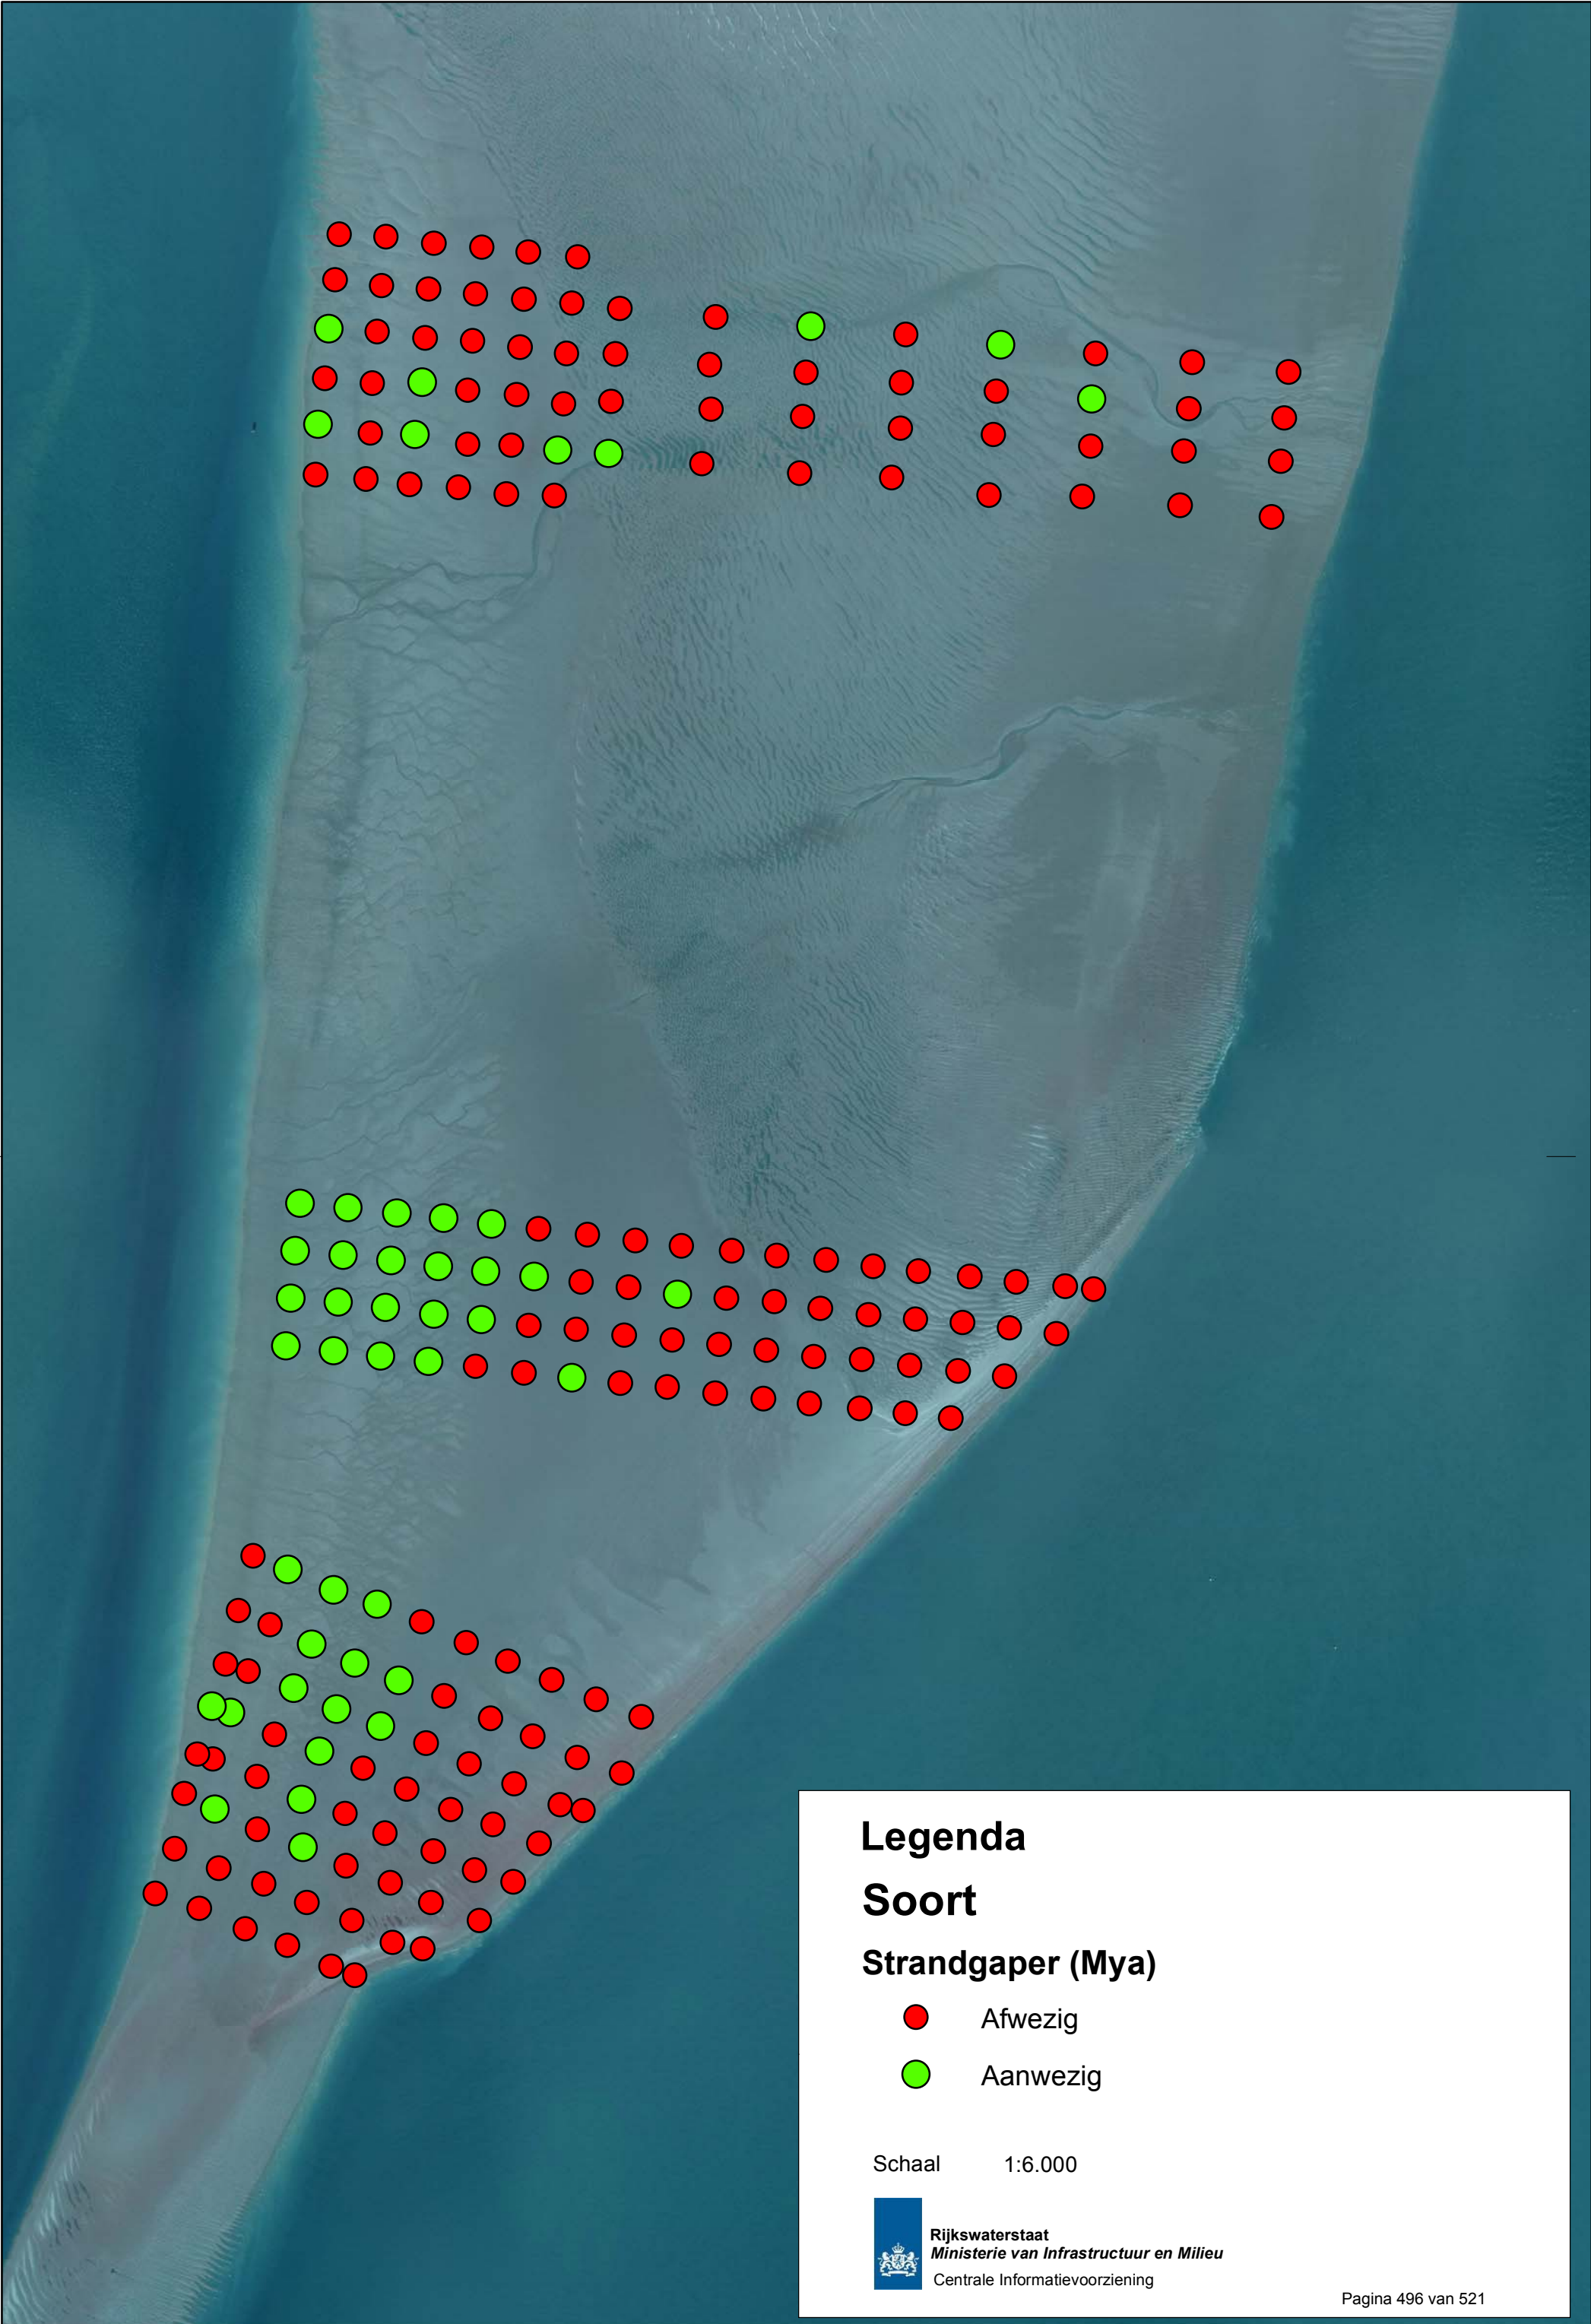 Legenda
Soort
Strandgaper (Mya)
Afwezig
Aanwezig
Schaal 1:6.000
Rijkswaterstaat
Ministerie van Infrastructuur en Milieu
Centrale Informatievoorziening
Pagina 496 van 521